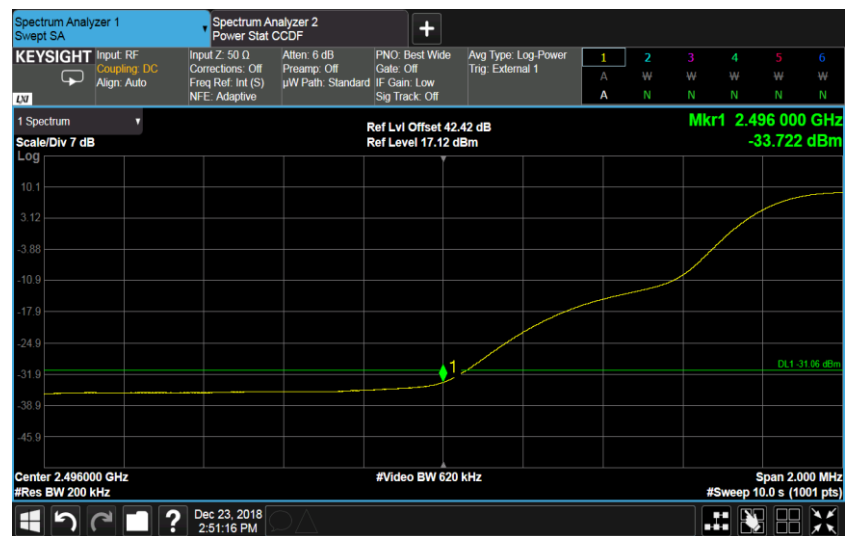 Spectrum Analyzer 1
Swept SA
Spectrum Analyzer 2
Power Stat CCDF
+
KEYSIGHT
Input: RF
Coupling: DC
Align: Auto
Input Z: 50 Ω
Corrections: Off
Freq Ref: Int (S)
NFE: Adaptive
Atten: 6 dB
Preamp: Off
µW Path: Standard
PNO: Best Wide
Gate: Off
IF Gain: Low
Sig Track: Off
Avg Type: Log-Power
Trig: External 1
1 2 3 4 5 6
A W W W W W
A N N N N N
LXI
1 Spectrum
Scale/Div 7 dB
Ref Lvl Offset 42.42 dB
Ref Level 17.12 dBm
Mkr1 2.496 000 GHz
-33.722 dBm
Log
10.1
3.12
-3.88
-10.9
-17.9
-24.9
-31.9
-38.9
-45.9
1
DL1 -31.06 dBm
Center 2.496000 GHz
#Res BW 200 kHz
#Video BW 620 kHz
Span 2.000 MHz
#Sweep 10.0 s (1001 pts)
?
Dec 23, 2018
2:51:16 PM